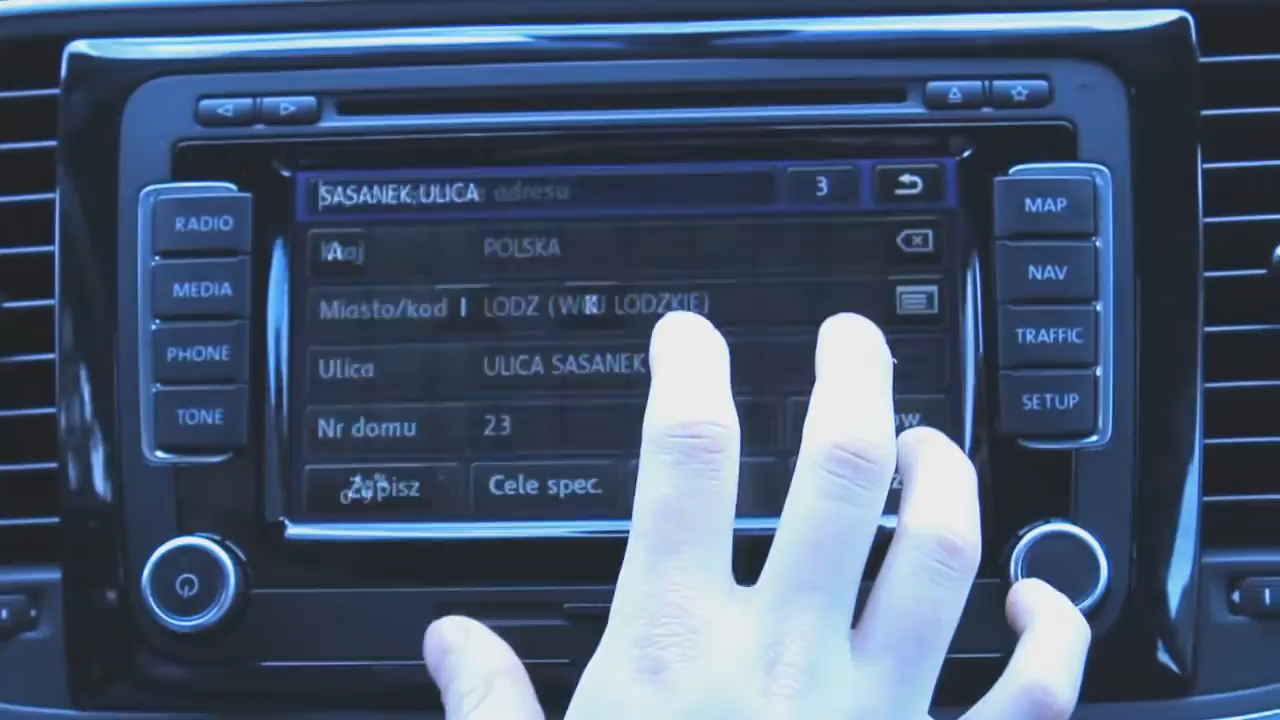 SASANEK,ULICA adresu 3
Kraj A POLSKA
Miasto/kod I LODZ (WOJ K LODZKIE)
Ulica ULICA SASANEK
Nr domu 23
Zapisz Cele spec.
RADIO
MEDIA
PHONE
TONE
MAP
NAV
TRAFFIC
SETUP